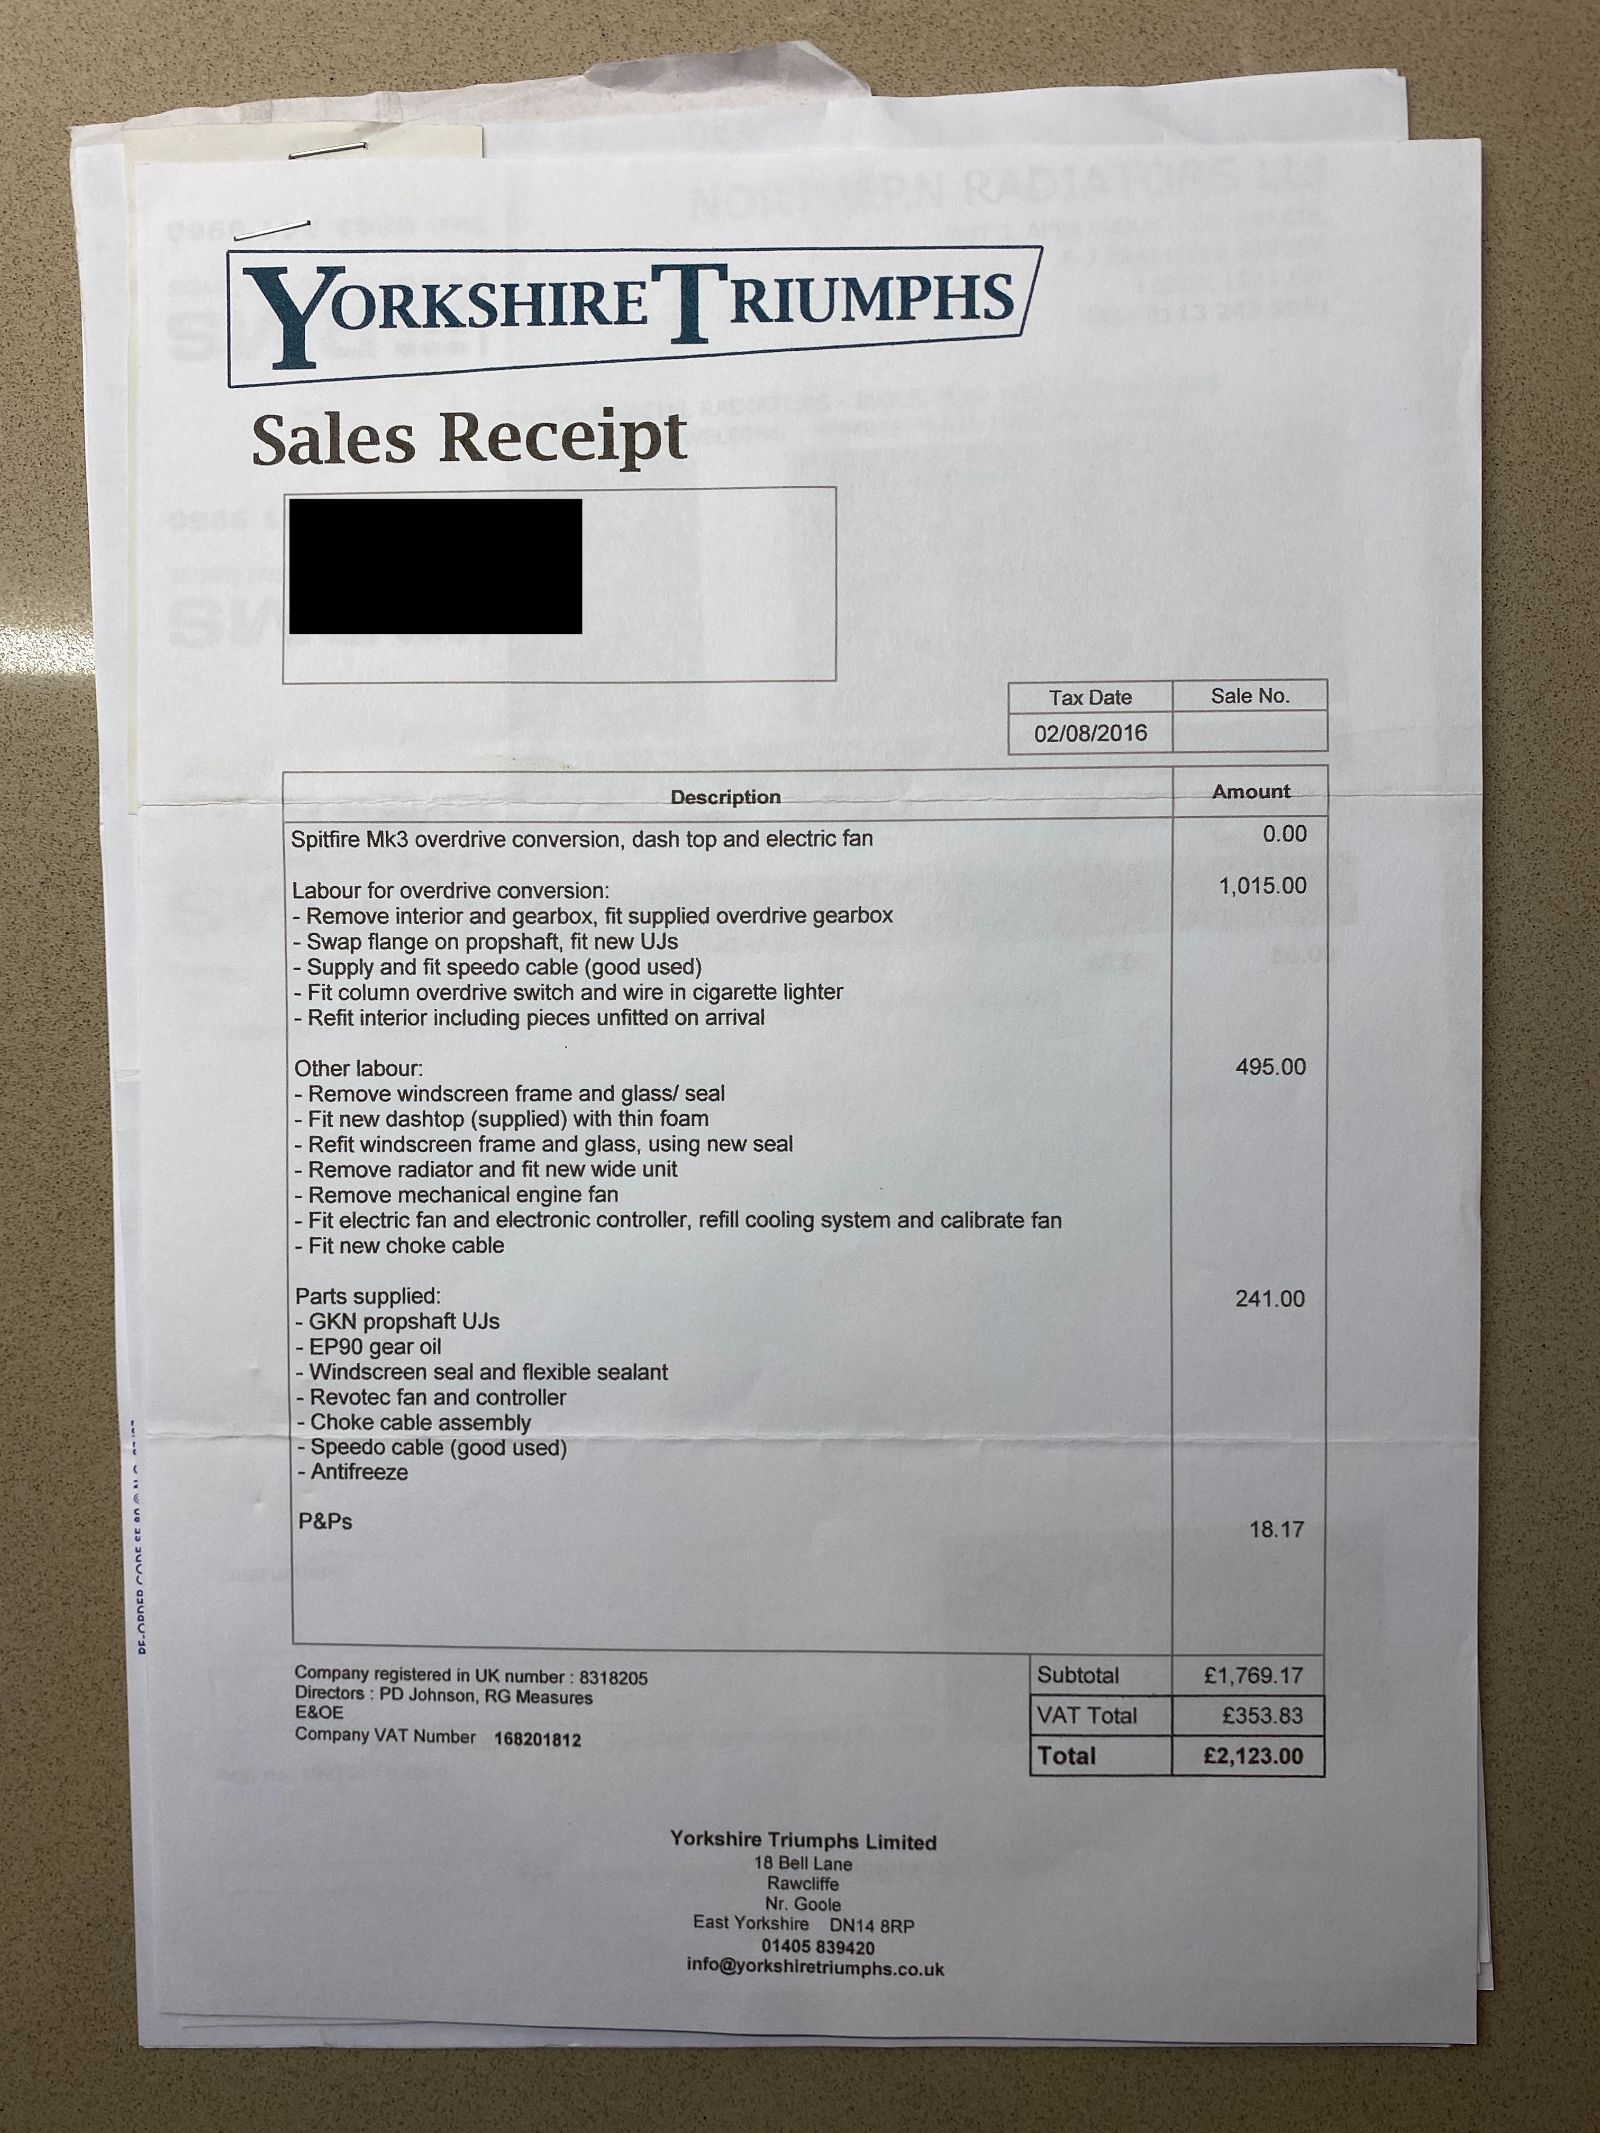 YORKSHIRE TRIUMPHS
Sales Receipt
Tax Date
Sale No.
02/08/2016
Description
Amount
Spitfire Mk3 overdrive conversion, dash top and electric fan
0.00
Labour for overdrive conversion:
1,015.00
- Remove interior and gearbox, fit supplied overdrive gearbox
- Swap flange on propshaft, fit new UJs
- Supply and fit speedo cable (good used)
- Fit column overdrive switch and wire in cigarette lighter
- Refit interior including pieces unfitted on arrival
Other labour:
495.00
- Remove windscreen frame and glass/ seal
- Fit new dashtop (supplied) with thin foam
- Refit windscreen frame and glass, using new seal
- Remove radiator and fit new wide unit
- Remove mechanical engine fan
- Fit electric fan and electronic controller, refill cooling system and calibrate fan
- Fit new choke cable
Parts supplied:
241.00
- GKN propshaft UJs
- EP90 gear oil
- Windscreen seal and flexible sealant
- Revotec fan and controller
- Choke cable assembly
- Speedo cable (good used)
- Antifreeze
P&Ps
18.17
Company registered in UK number : 8318205
Directors : PD Johnson, RG Measures
E&OE
Company VAT Number 168201812
Subtotal
£1,769.17
VAT Total
£353.83
Total
£2,123.00
Yorkshire Triumphs Limited
18 Bell Lane
Rawcliffe
Nr. Goole
East Yorkshire DN14 8RP
01405 839420
info@yorkshiretriumphs.co.uk
NORTHERN RADIATORS Ltd
RE-ORDER CODE